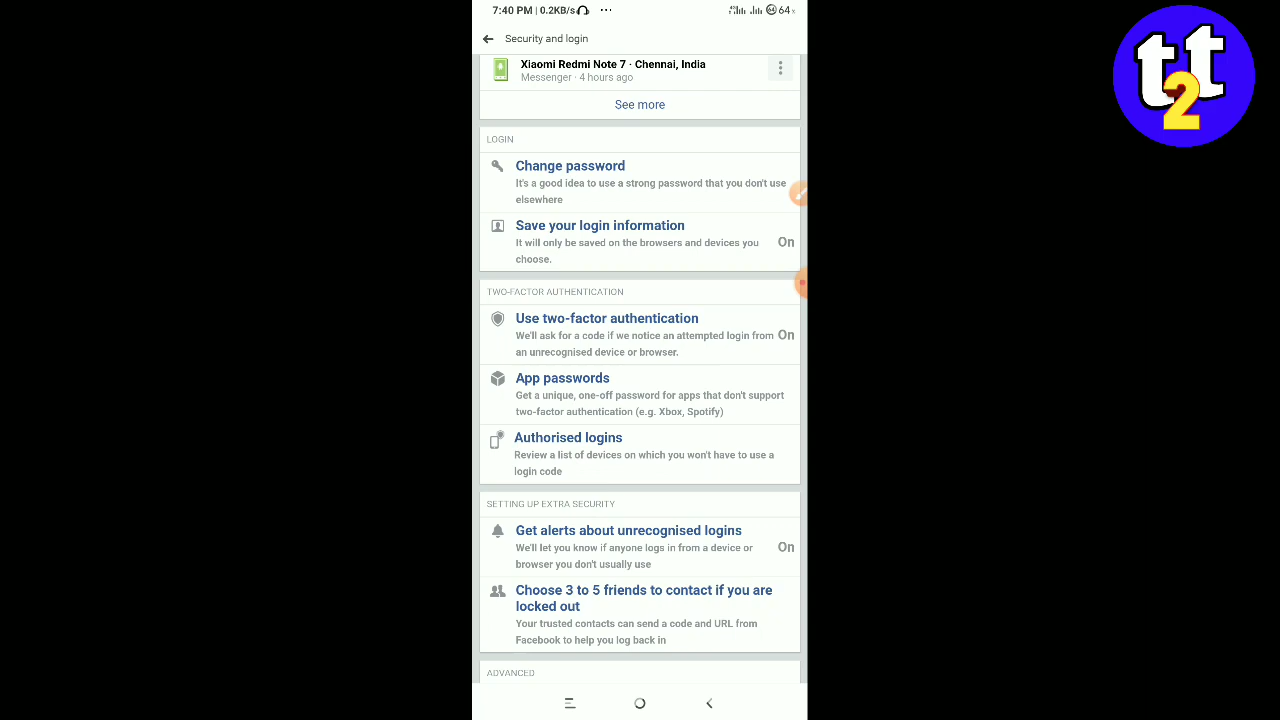 7:40 PM | 0.2KB/s ... 64
Security and login
Xiaomi Redmi Note 7 · Chennai, India
Messenger · 4 hours ago
See more
LOGIN
Change password
It's a good idea to use a strong password that you don't use
elsewhere
Save your login information
It will only be saved on the browsers and devices you
choose.
On
TWO-FACTOR AUTHENTICATION
Use two-factor authentication
We'll ask for a code if we notice an attempted login from
an unrecognised device or browser.
On
App passwords
Get a unique, one-off password for apps that don't support
two-factor authentication (e.g. Xbox, Spotify)
Authorised logins
Review a list of devices on which you won't have to use a
login code
SETTING UP EXTRA SECURITY
Get alerts about unrecognised logins
We'll let you know if anyone logs in from a device or
browser you don't usually use
On
Choose 3 to 5 friends to contact if you are
locked out
Your trusted contacts can send a code and URL from
Facebook to help you log back in
ADVANCED
tt
2